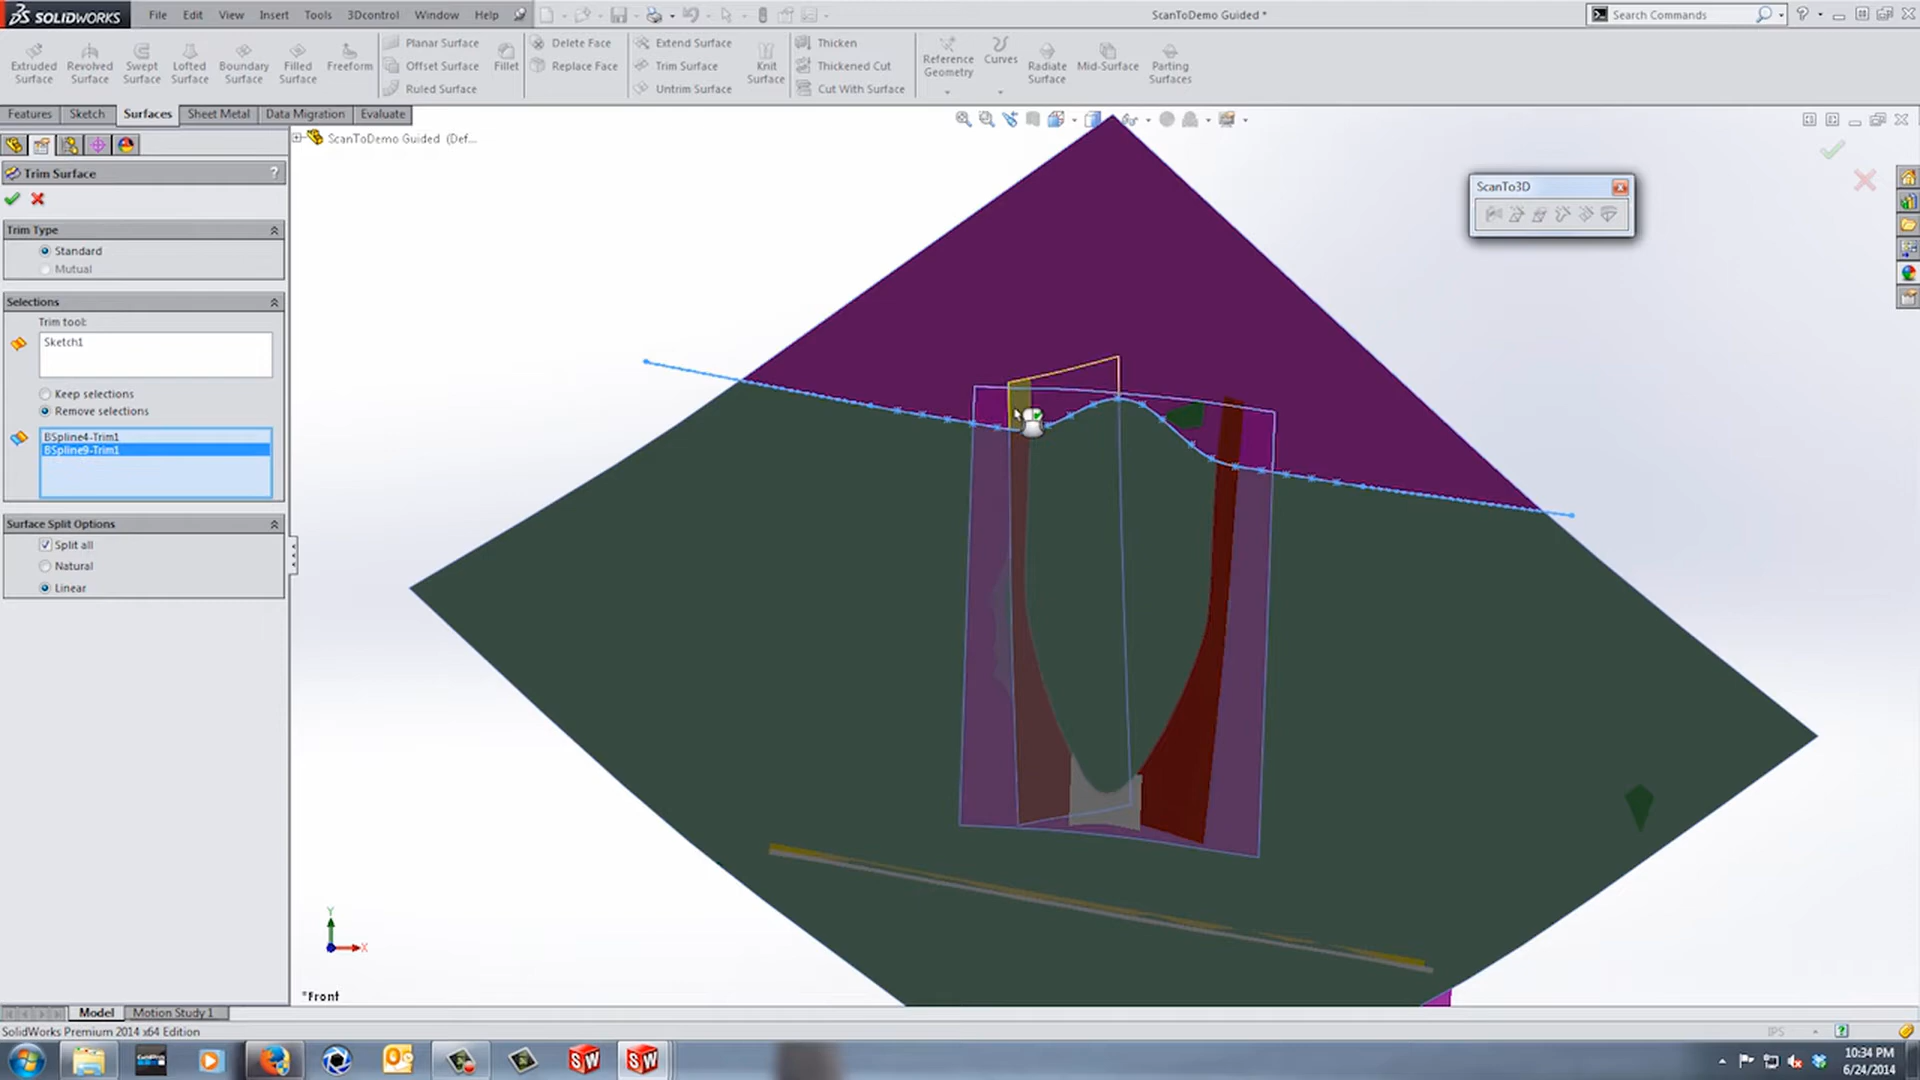 SOLIDWORKS File Edit View Insert Tools 3Dcontrol Window Help ScanToDemo Guided * Search Commands
Extruded Surface
Revolved Surface
Swept Surface
Lofted Surface
Boundary Surface
Filled Surface
Freeform
Planar Surface
Offset Surface
Ruled Surface
Fillet
Delete Face
Replace Face
Extend Surface
Trim Surface
Untrim Surface
Knit Surface
Thicken
Thickened Cut
Cut With Surface
Reference Geometry
Curves
Radiate Surface
Mid-Surface
Parting Surfaces
Features Sketch Surfaces Sheet Metal Data Migration Evaluate
ScanToDemo Guided (Def...
Trim Surface ?
Trim Type
Standard
Mutual
Selections
Trim tool:
Sketch1
Keep selections
Remove selections
BSpline4-Trim1
BSpline9-Trim1
Surface Split Options
Split all
Natural
Linear
ScanTo3D
Y
X
*Front
Model Motion Study 1
SolidWorks Premium 2014 x64 Edition
IPS
10:34 PM
6/24/2014